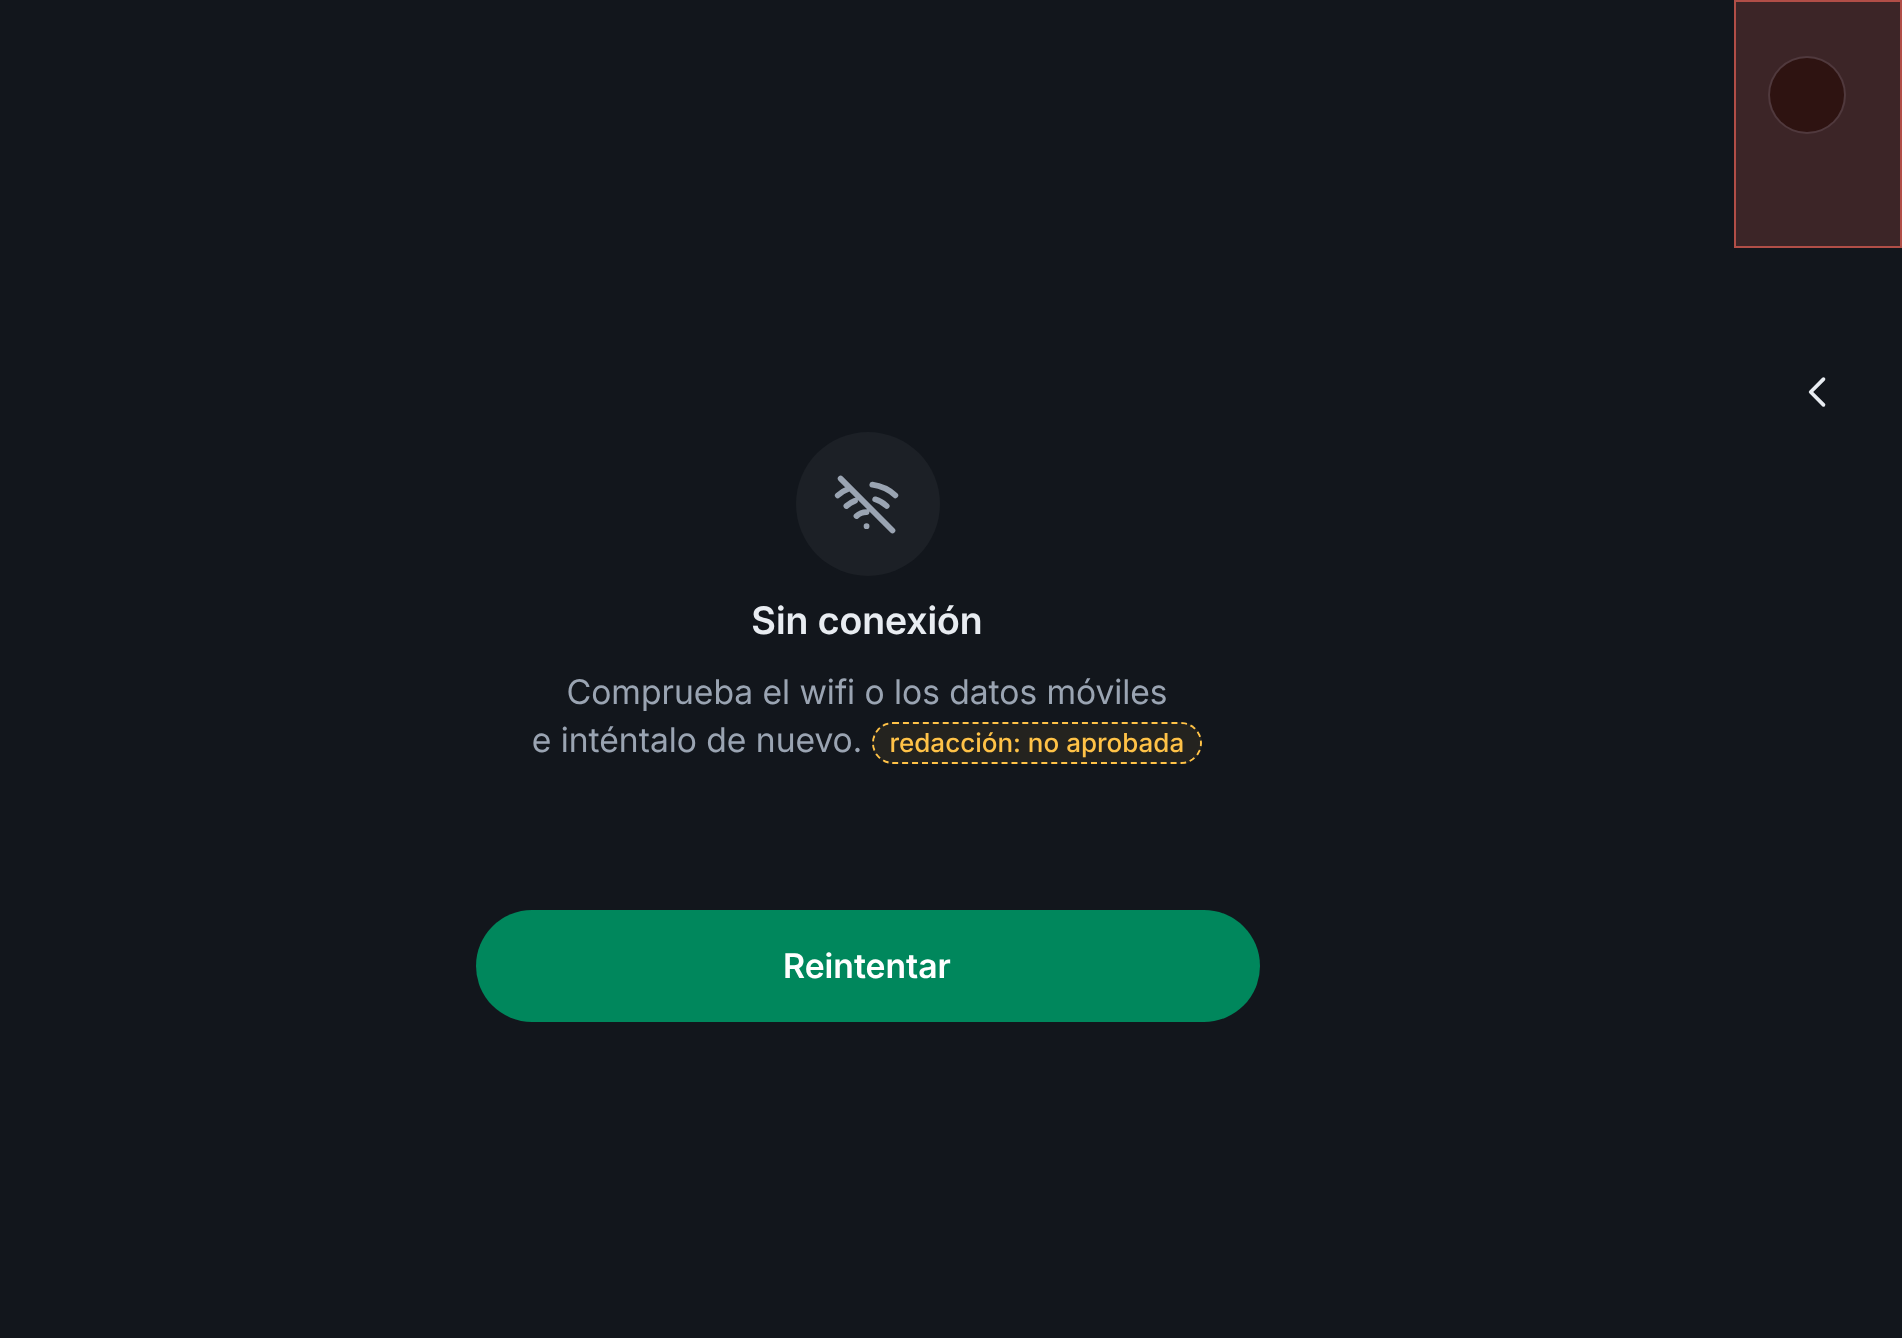 Sin conexión
Comprueba el wifi o los datos móviles
e inténtalo de nuevo. redacción: no aprobada
Reintentar